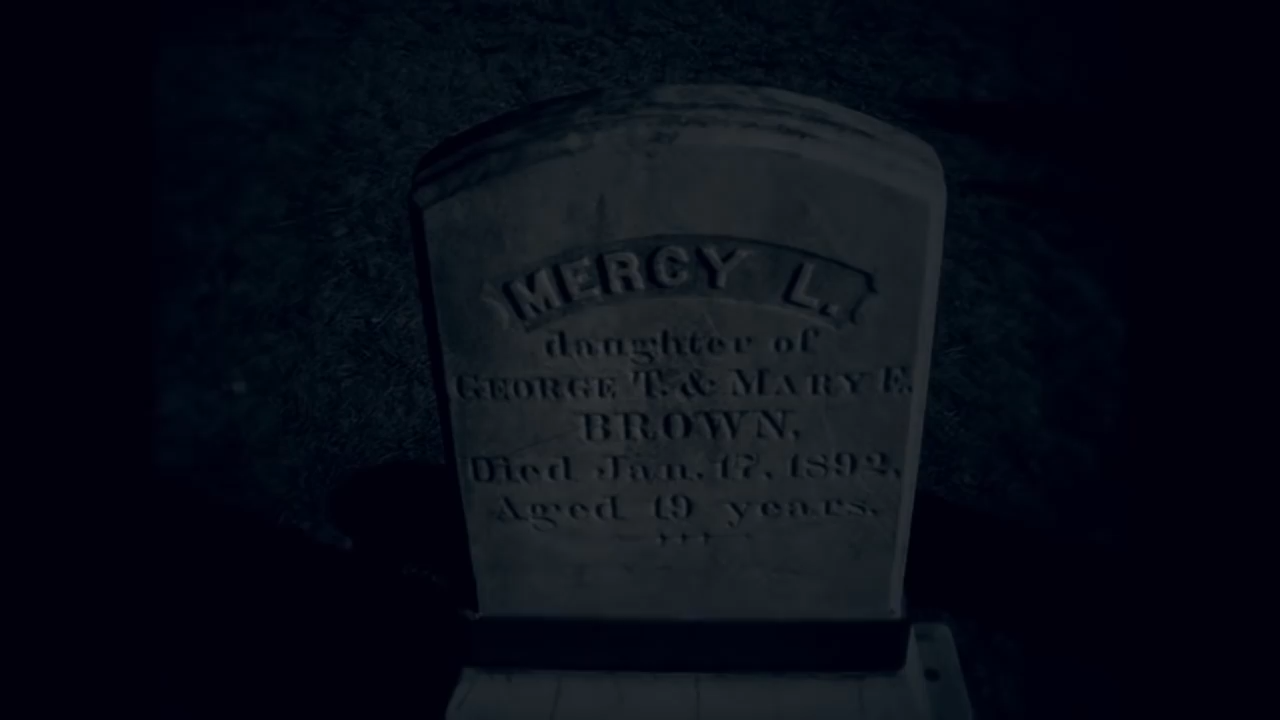 MERCY L.
daughter of
GEORGE T. & MARY E.
BROWN,
Died Jan. 17, 1892,
Aged 19 years.